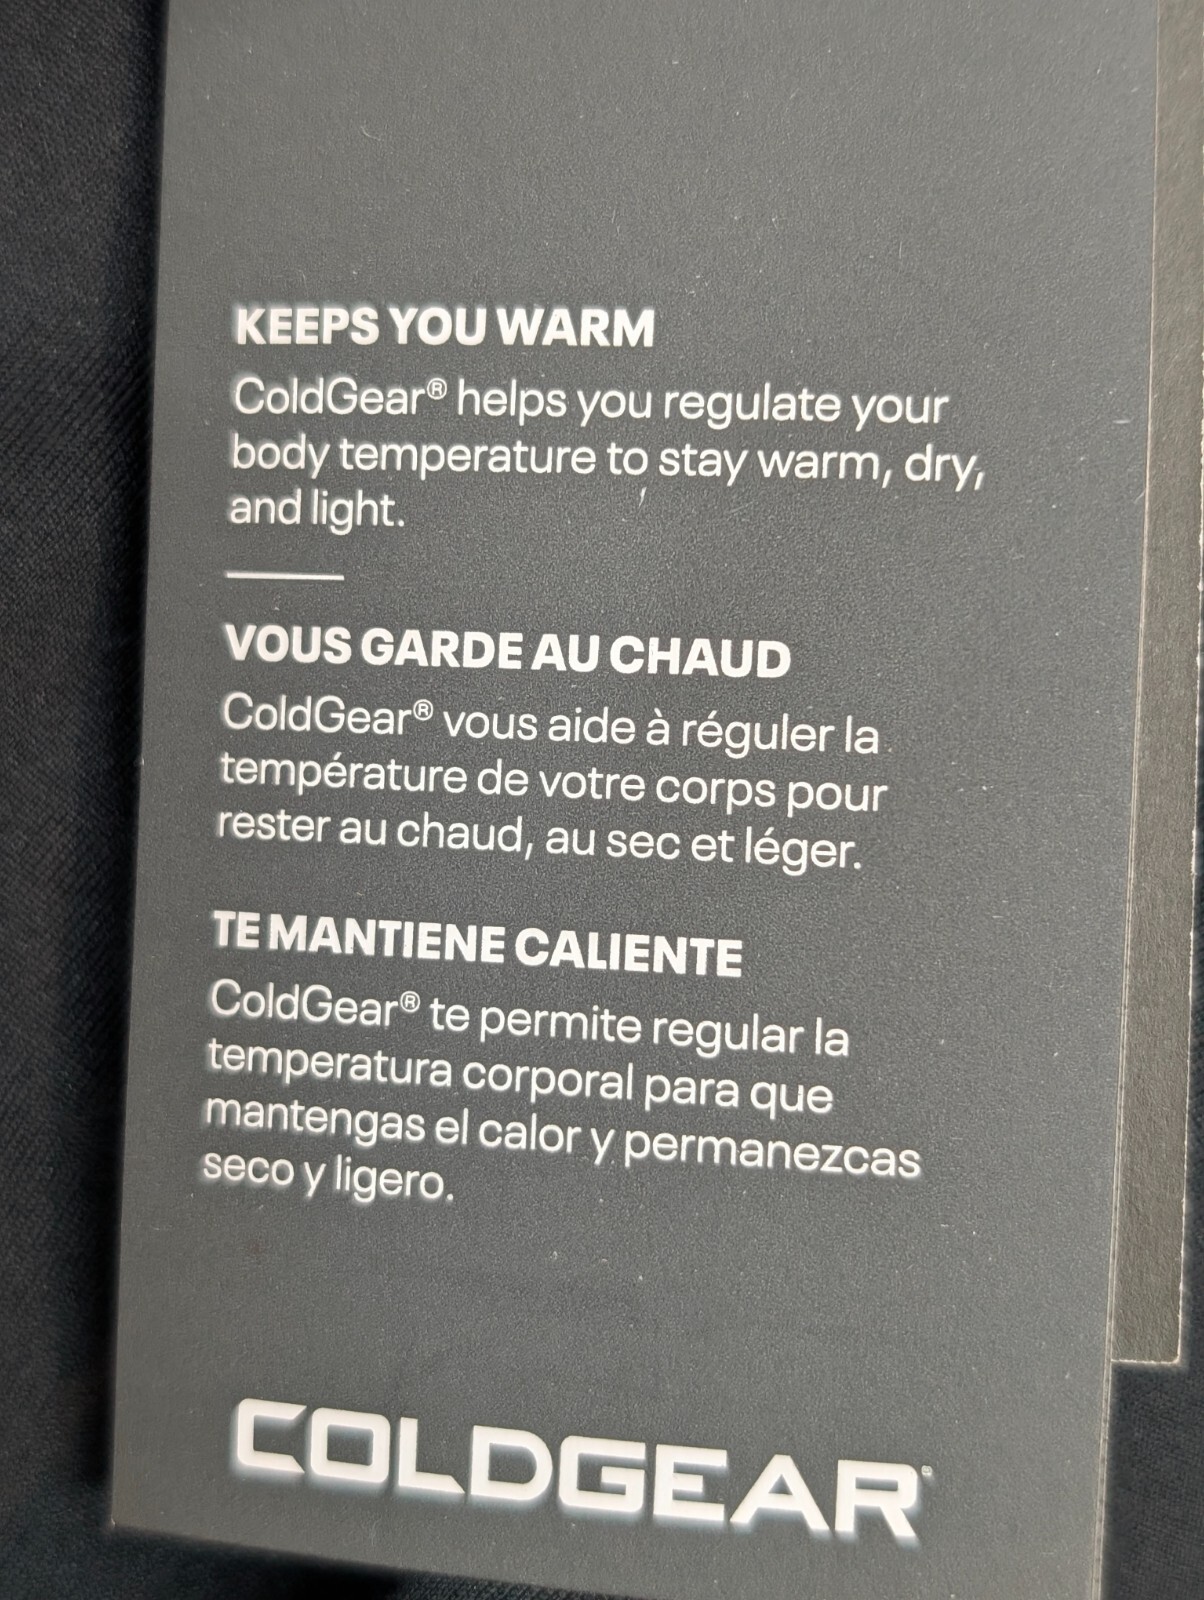 KEEPS YOU WARM
ColdGear® helps you regulate your
body temperature to stay warm, dry,
and light.
VOUS GARDE AU CHAUD
ColdGear® vous aide à réguler la
température de votre corps pour
rester au chaud, au sec et léger.
TE MANTIENE CALIENTE
ColdGear® te permite regular la
temperatura corporal para que
mantengas el calor y permanezcas
seco y ligero.
COLDGEAR®